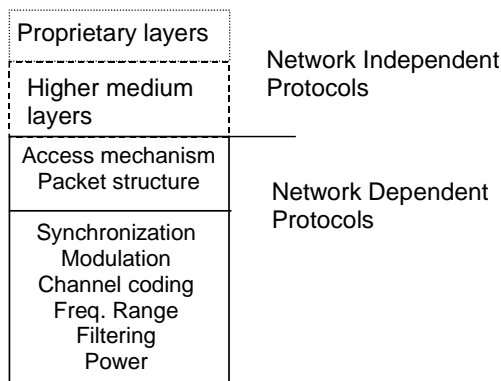 Proprietary layers
Higher medium
layers
Network Independent
Protocols
Access mechanism
Packet structure
Network Dependent
Protocols
Synchronization
Modulation
Channel coding
Freq. Range
Filtering
Power